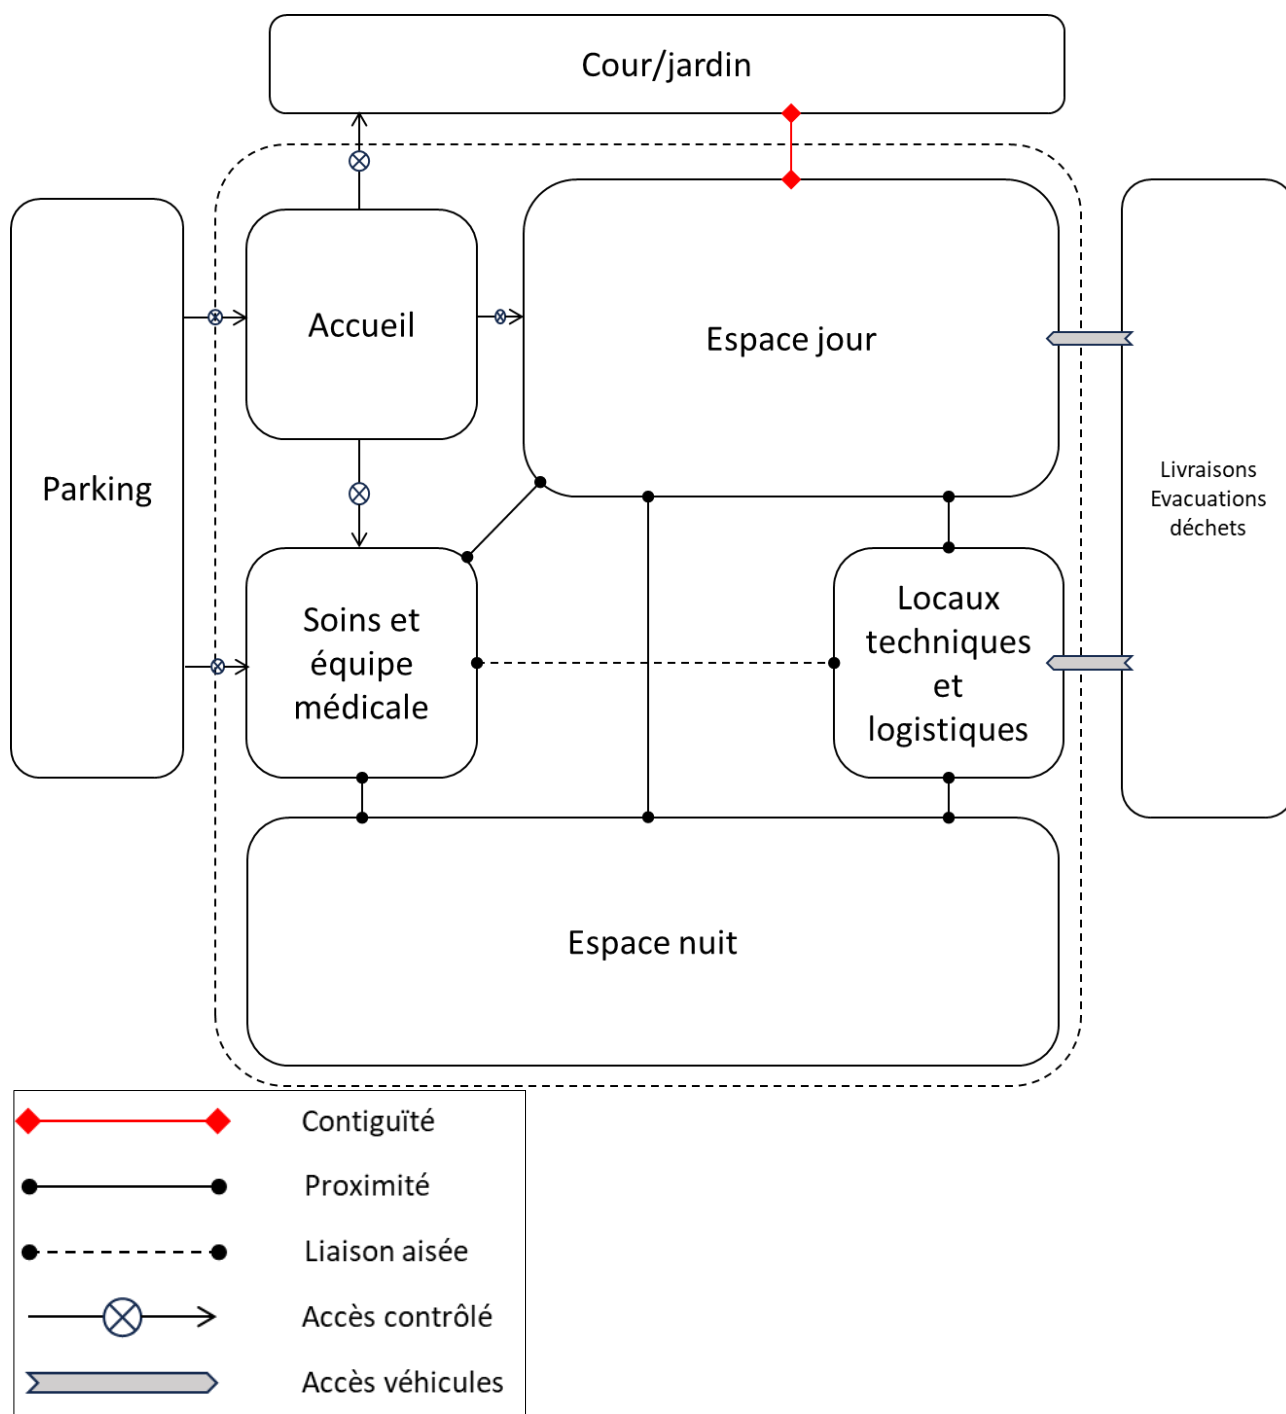 Cour/jardin
Accueil
Espace jour
Parking
Livraisons
Evacuations
déchets
Soins et
équipe
médicale
Locaux
techniques
et
logistiques
Espace nuit
Contiguïté
Proximité
Liaison aisée
Accès contrôlé
Accès véhicules